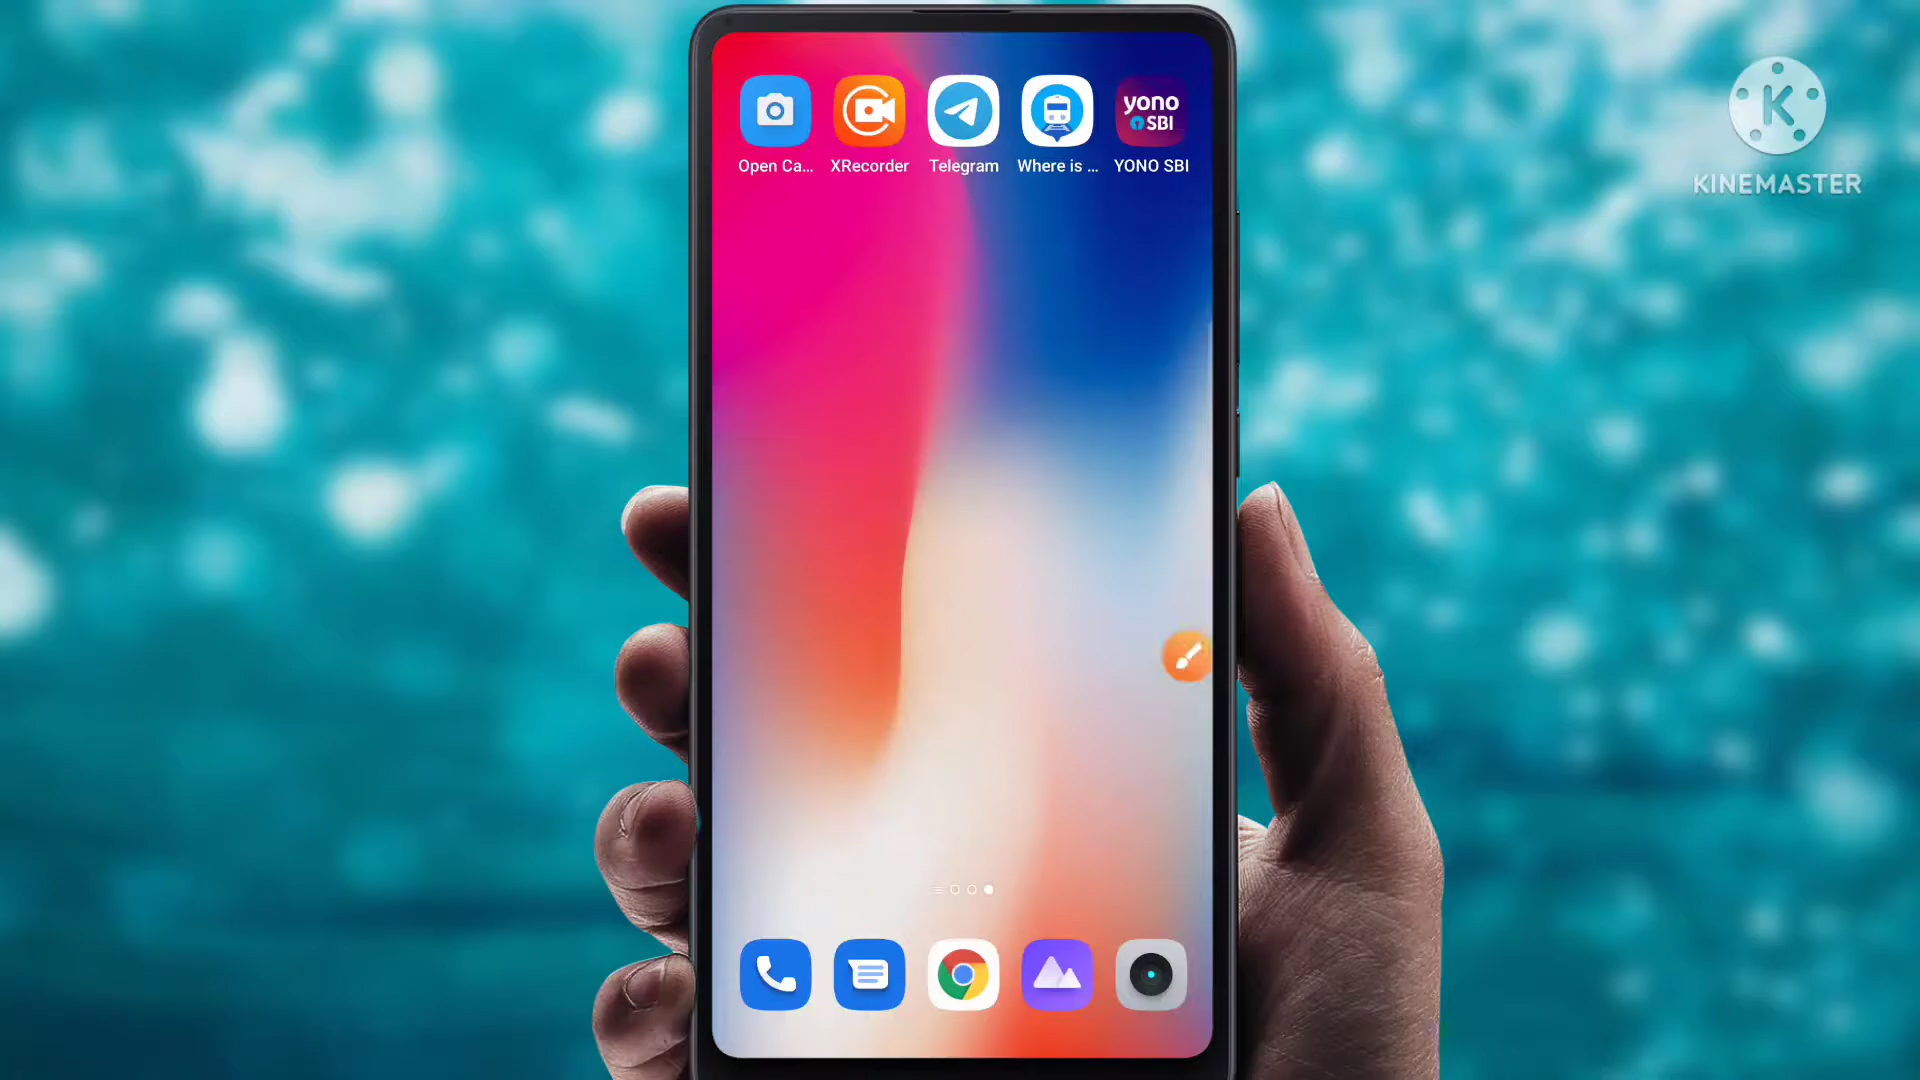 yono
SBI
Open Ca...
XRecorder
Telegram
Where is ...
YONO SBI
K
KINEMASTER